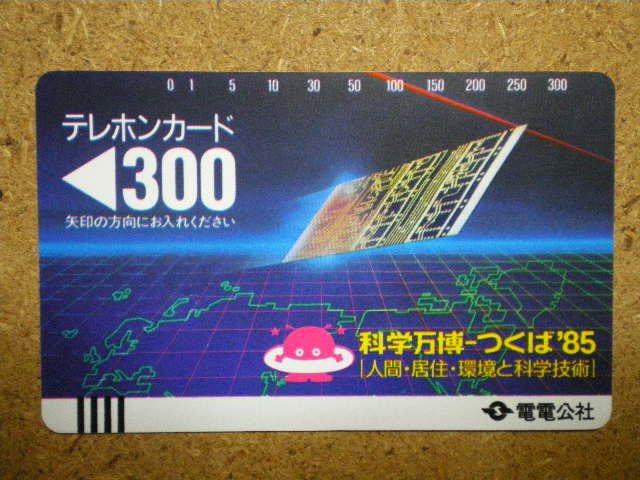 0 1 5 10 30 50 100 150 200 250 300
テレホンカード
300
矢印の方向にお入れください
科学万博-つくば'85
人間・居住・環境と科学技術
電電公社